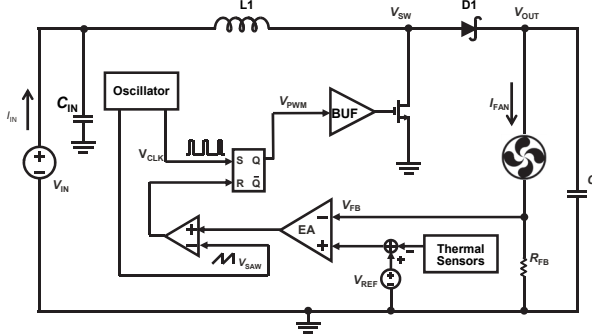 L1
V_SW
D1
V_OUT
Oscillator
C_IN
I_IN
V_PWM
BUF
I_FAN
V_CLK
S Q
R Q̅
V_IN
V_FB
EA
V_SAW
Thermal
Sensors
V_REF
R_FB